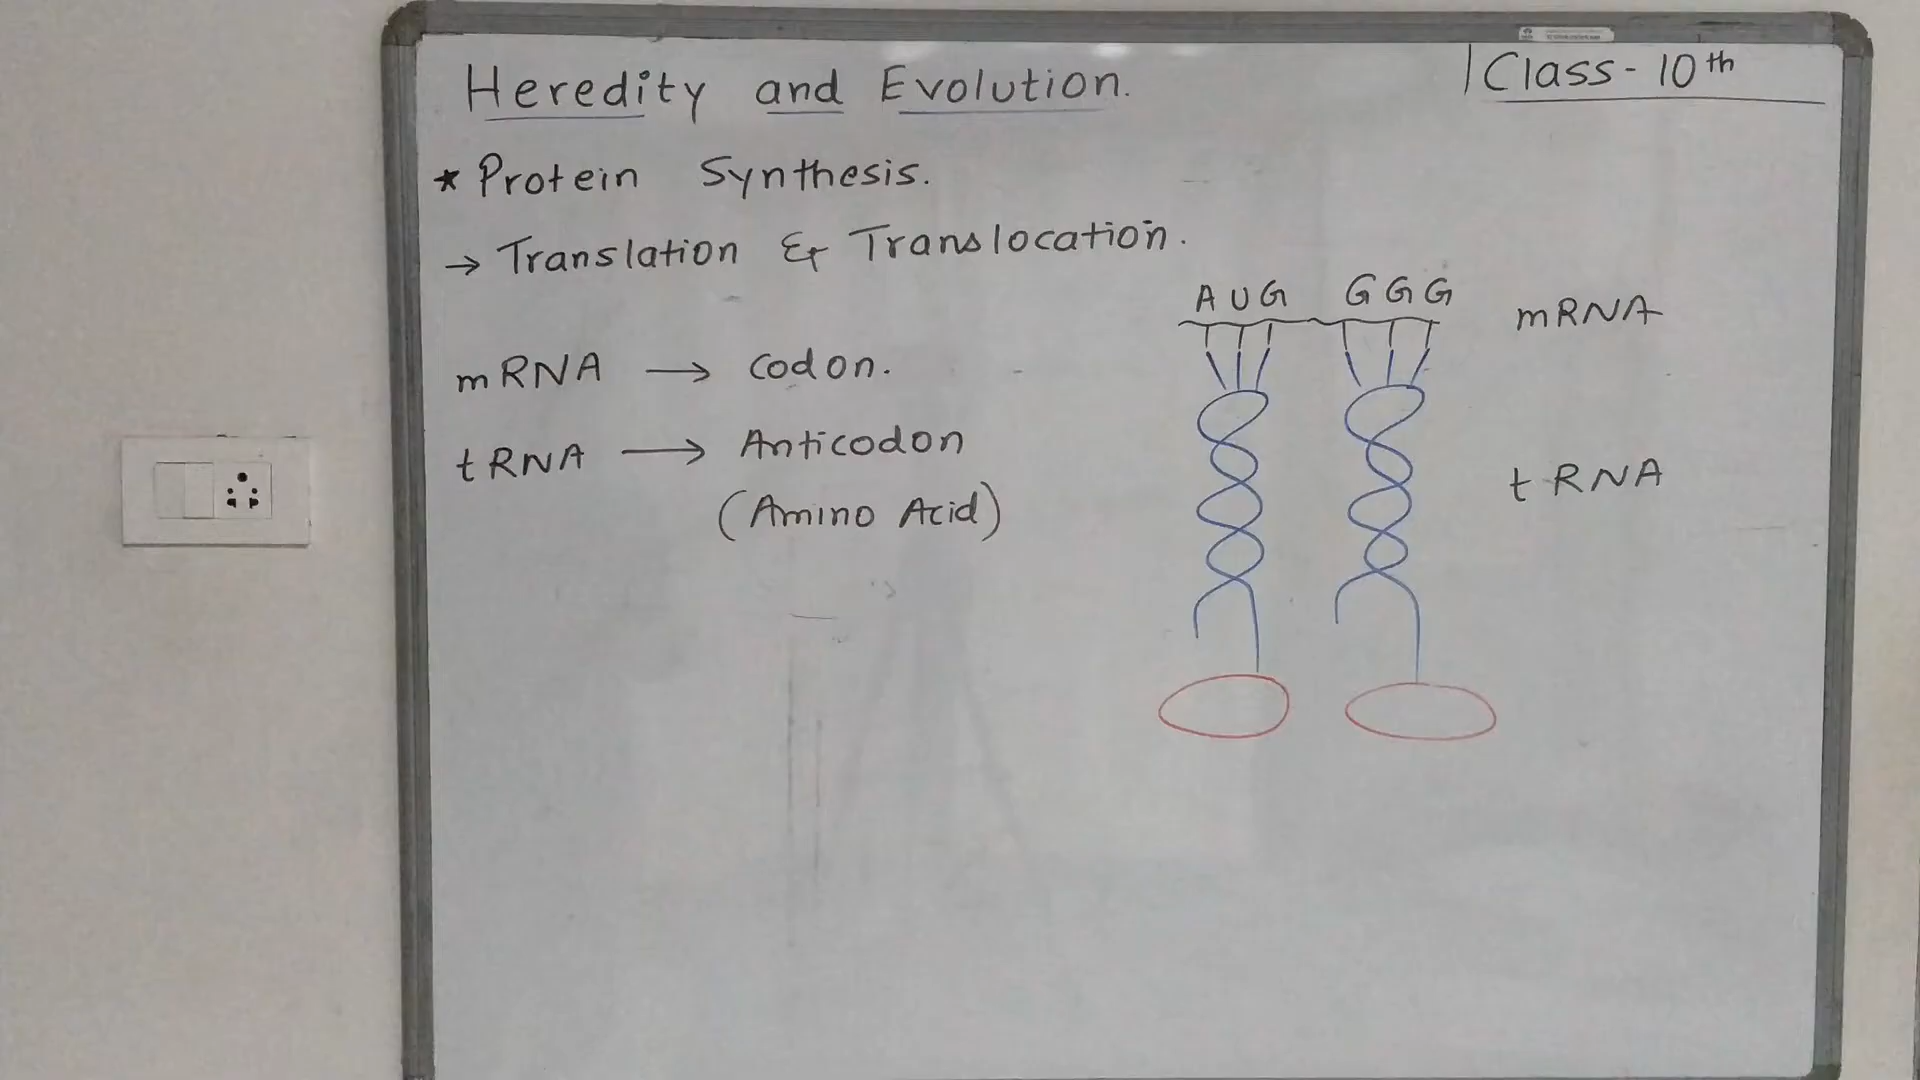 Heredity and Evolution.
Class - 10th
* Protein Synthesis.
→ Translation & Translocation.
AUG GGG
mRNA
mRNA → Codon.
tRNA → Anticodon
(Amino Acid)
tRNA